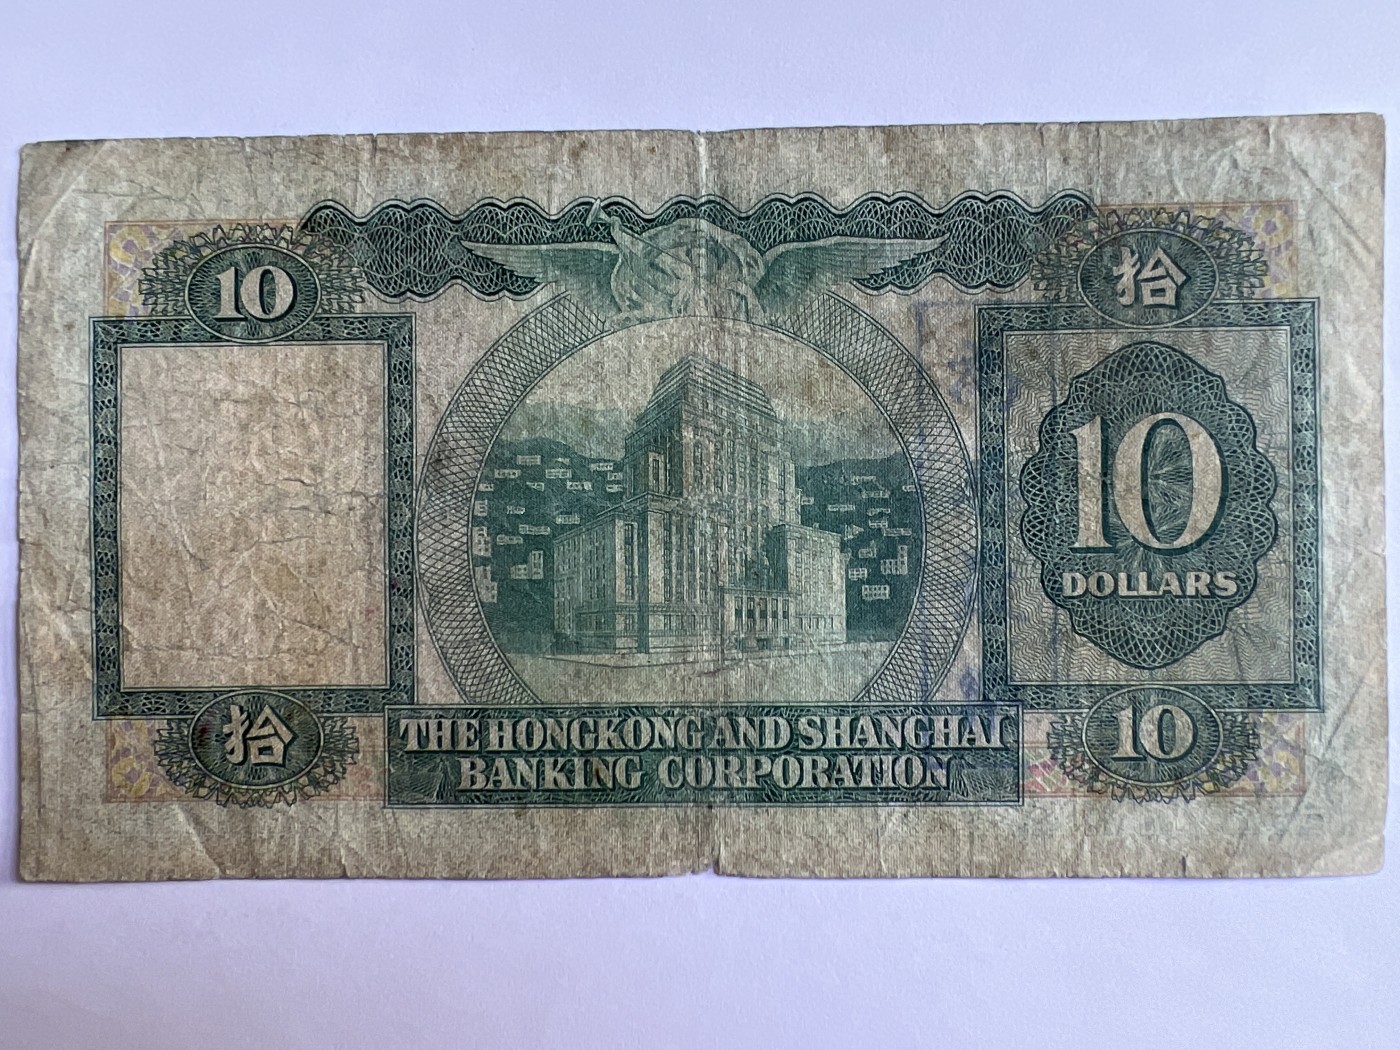 10
拾
10
DOLLARS
拾
THE HONGKONG AND SHANGHAI
BANKING CORPORATION
10